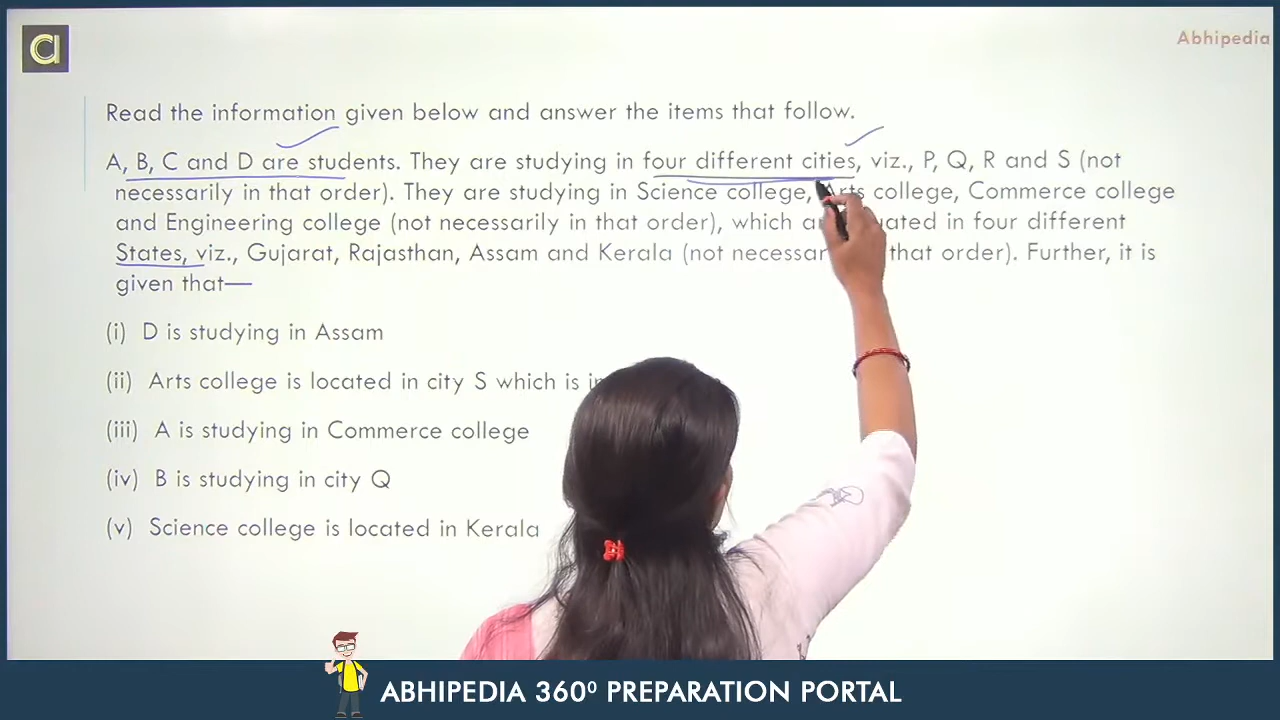 Abhipedia
Read the information given below and answer the items that follow.
A, B, C and D are students. They are studying in four different cities, viz., P, Q, R and S (not
necessarily in that order). They are studying in Science college, Arts college, Commerce college
and Engineering college (not necessarily in that order), which in four different
States, viz., Gujarat, Rajasthan, Assam and Kerala (not that order). Further, it is
given that—
(i) D is studying in Assam
(ii) Arts college is located in city S which is
(iii) A is studying in Commerce college
(iv) B is studying in city Q
(v) Science college is located in Kerala
ABHIPEDIA 360⁰ PREPARATION PORTAL